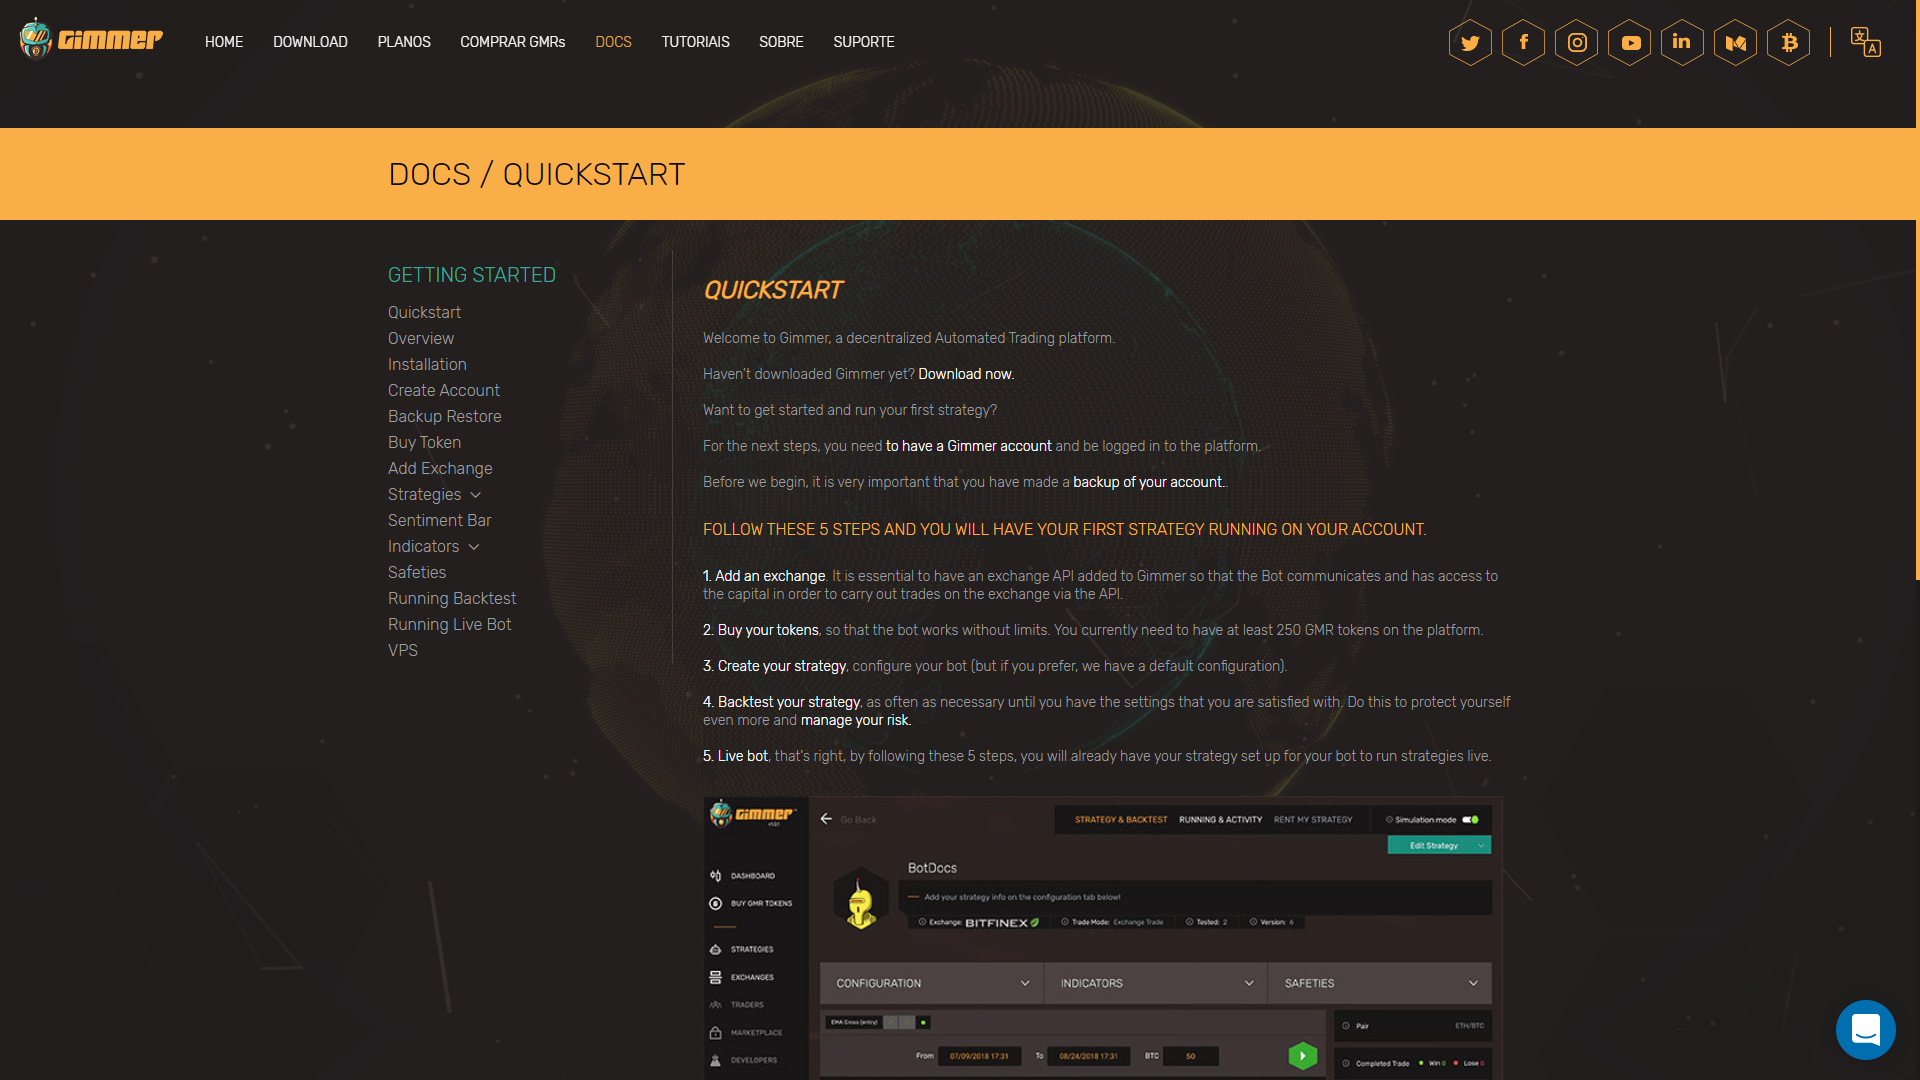 GIMMER
HOME
DOWNLOAD
PLANOS
COMPRAR GMRs
DOCS
TUTORIAIS
SOBRE
SUPORTE
DOCS / QUICKSTART
GETTING STARTED
Quickstart
Overview
Installation
Create Account
Backup Restore
Buy Token
Add Exchange
Strategies
Sentiment Bar
Indicators
Safeties
Running Backtest
Running Live Bot
VPS
QUICKSTART
Welcome to Gimmer, a decentralized Automated Trading platform.
Haven't downloaded Gimmer yet? Download now.
Want to get started and run your first strategy?
For the next steps, you need to have a Gimmer account and be logged in to the platform.
Before we begin, it is very important that you have made a backup of your account..
FOLLOW THESE 5 STEPS AND YOU WILL HAVE YOUR FIRST STRATEGY RUNNING ON YOUR ACCOUNT.
1. Add an exchange. It is essential to have an exchange API added to Gimmer so that the Bot communicates and has access to
the capital in order to carry out trades on the exchange via the API.
2. Buy your tokens, so that the bot works without limits. You currently need to have at least 250 GMR tokens on the platform.
3. Create your strategy, configure your bot (but if you prefer, we have a default configuration).
4. Backtest your strategy, as often as necessary until you have the settings that you are satisfied with. Do this to protect yourself
even more and manage your risk.
5. Live bot, that's right, by following these 5 steps, you will already have your strategy set up for your bot to run strategies live.
GIMMER
Go Back
STRATEGY & BACKTEST
RUNNING & ACTIVITY
RENT MY STRATEGY
Simulation mode
Edit Strategy
BotDocs
Add your strategy info on the configuration tab below!
Exchange: BITFINEX
Trade Mode: Exchange Trade
Tested: 2
Version: 6
DASHBOARD
BUY GMR TOKENS
STRATEGIES
EXCHANGES
TRADERS
MARKETPLACE
DEVELOPERS
CONFIGURATION
INDICATORS
SAFETIES
EMA Cross (entry)
From 07/09/2018 17:31 To 08/24/2018 17:31 BTC 50
Pair ETH/BTC
Completed Trade Win 0 Lose 0